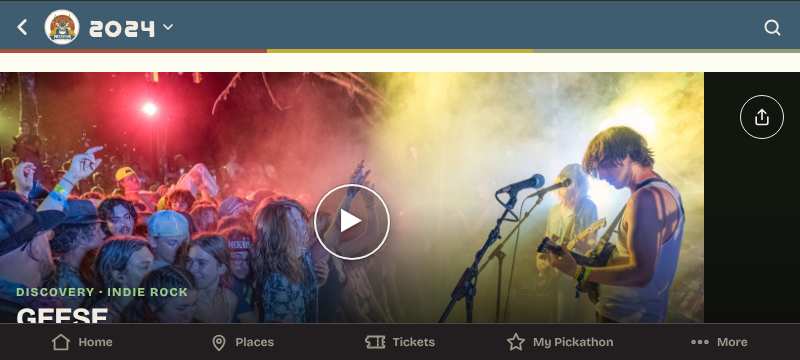 2024
DISCOVERY • INDIE ROCK
GEESE
Home
Places
Tickets
My Pickathon
More